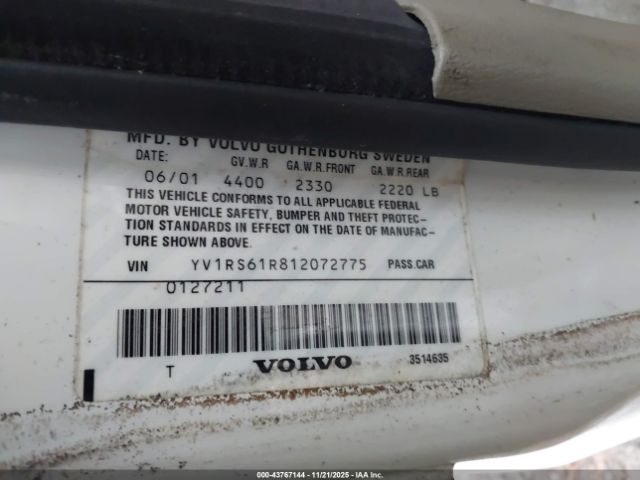 MFD. BY VOLVO GOTHENBURG SWEDEN
DATE: GV.W.R GA.W.R.FRONT GA.W.R.REAR
06/01 4400 2330 2220 LB
THIS VEHICLE CONFORMS TO ALL APPLICABLE FEDERAL
MOTOR VEHICLE SAFETY, BUMPER AND THEFT PROTEC-
TION STANDARDS IN EFFECT ON THE DATE OF MANUFAC-
TURE SHOWN ABOVE.
VIN YV1RS61R812072775 PASS.CAR
0127211
T VOLVO 3514635
000-43767144 - 11/21/2025 - IAA Inc.